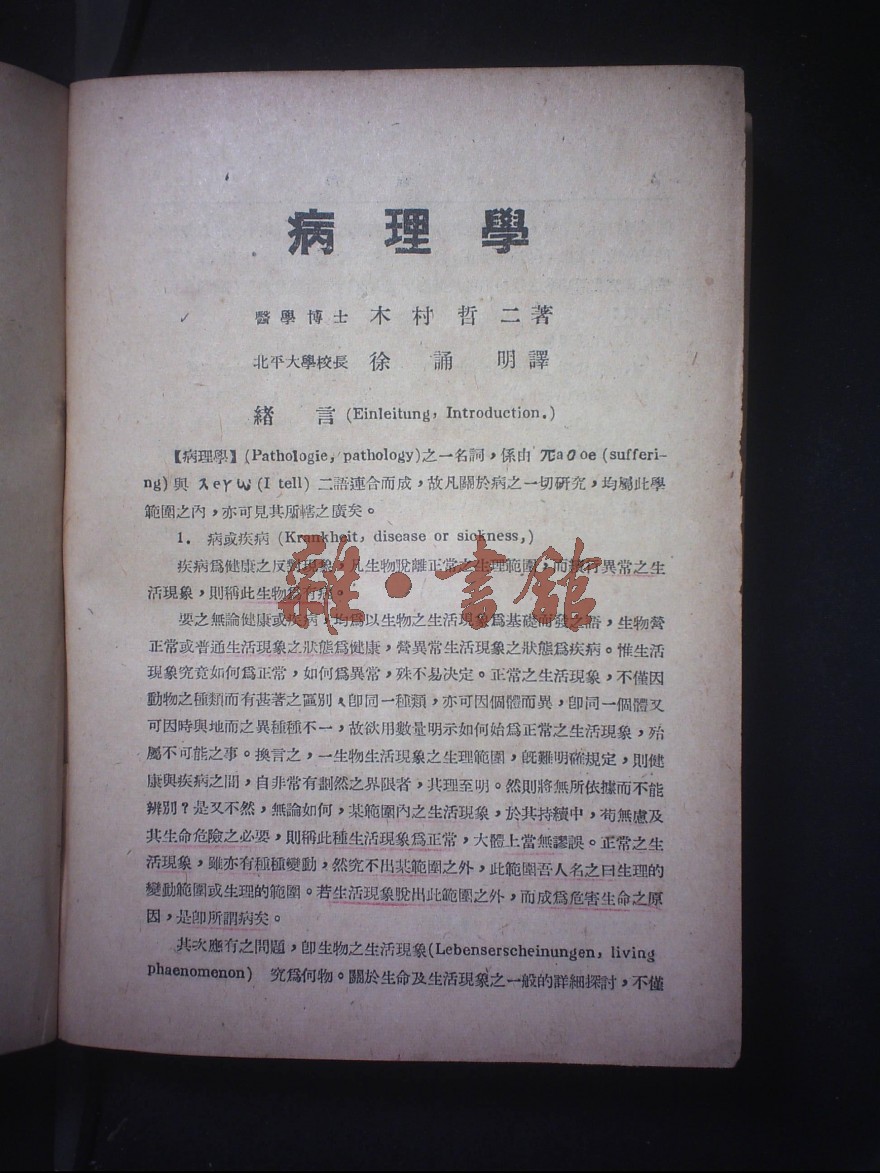 病理學
醫學博士 木村哲二著
北平大學校長 徐誦明譯
緒 言 (Einleitung, Introduction.)
【病理學】(Pathologie, pathology)之一名詞，係由 πaθoe (sufferi-
ng) 與 λeγω (I tell) 二語連合而成，故凡關於病之一切研究，均屬此學
範圍之內，亦可見其所轄之廣矣。
1. 病或疾病 (Krankheit, disease or sickness,)
疾病爲健康之反對現象，凡生物脫離正常之生理範圍，而現異常之生
活現象，則稱此生物爲有病。
要之無論健康或疾病，均爲以生物之生活現象爲基礎而發之語，生物營
正常或普通生活現象之狀態爲健康，營異常生活現象之狀態爲疾病。惟生活
現象究竟如何爲正常，如何爲異常，殊不易決定。正常之生活現象，不僅因
動物之種類而有甚著之區別、卽同一種類，亦可因個體而異，卽同一個體又
可因時與地而之異種種不一，故欲用數量明示如何始爲正常之生活現象，殆
屬不可能之事。換言之，一生物生活現象之生理範圍，旣難明確規定，則健
康與疾病之間，自非常有劃然之界限者，其理至明。然則將無所依據而不能
辨別？是又不然，無論如何，某範圍內之生活現象，於其持續中，苟無慮及
其生命危險之必要，則稱此種生活現象爲正常，大體上當無謬誤。正常之生
活現象，雖亦有種種變動，然究不出某範圍之外，此範圍吾人名之曰生理的
變動範圍或生理的範圍。若生活現象脫出此範圍之外，而成爲危害生命之原
因，是卽所謂病矣。
其次應有之問題，卽生物之生活現象(Lebenserscheinungen, living
phaenomenon) 究爲何物。關於生命及生活現象之一般的詳細探討，不僅
雜·書館